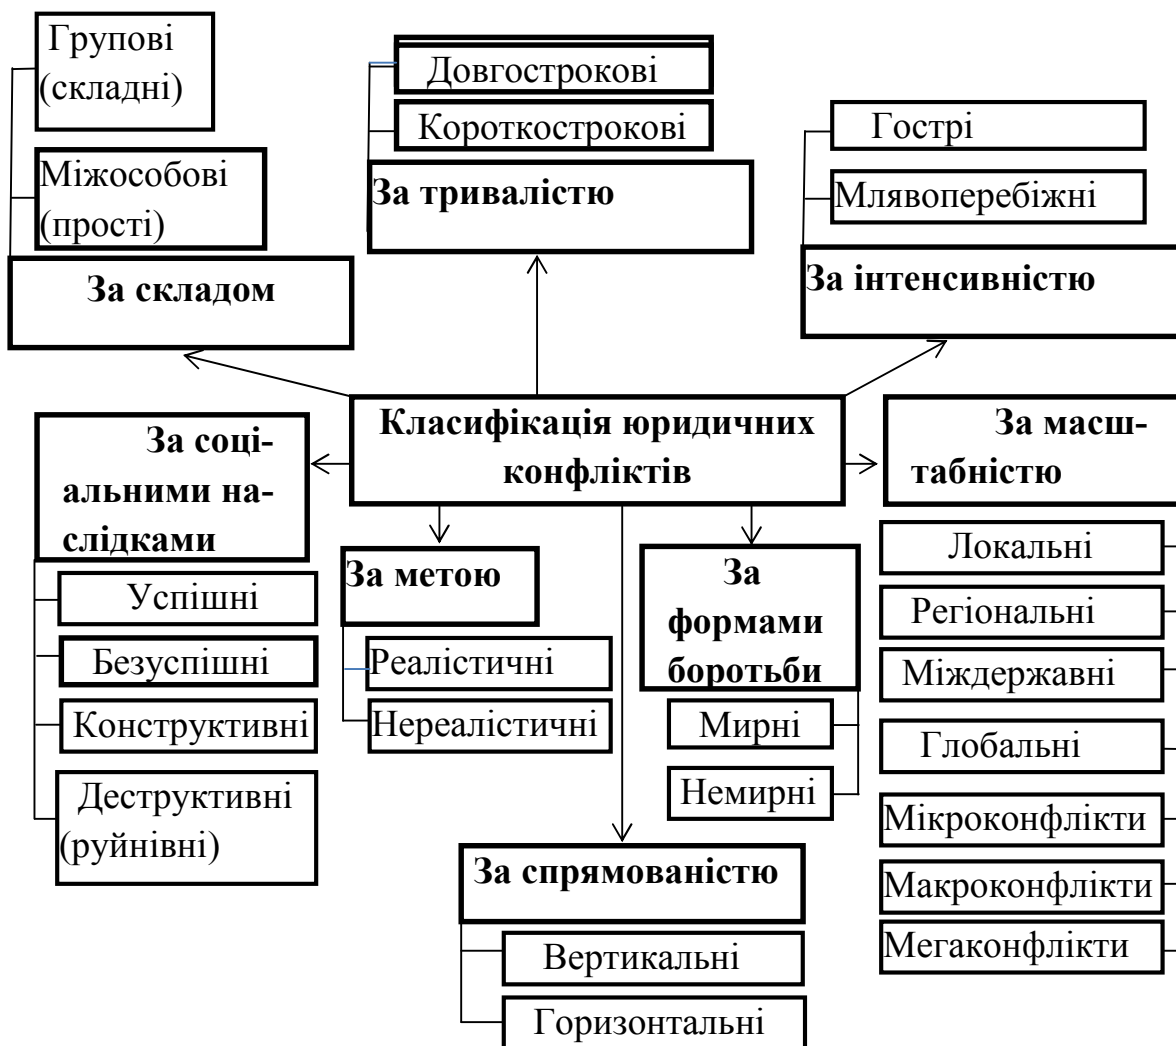 Групові
(складні)
Міжособові
(прості)
За складом
Довгострокові
Короткострокові
За тривалістю
Гострі
Млявоперебіжні
За інтенсивністю
Класифікація юридичних
конфліктів
За соці-
альними на-
слідками
Успішні
Безуспішні
Конструктивні
Деструктивні
(руйнівні)
За метою
Реалістичні
Нереалістичні
За
формами
боротьби
Мирні
Немирні
За масш-
табністю
Локальні
Регіональні
Міждержавні
Глобальні
Мікроконфлікти
Макроконфлікти
Мегаконфлікти
За спрямованістю
Вертикальні
Горизонтальні